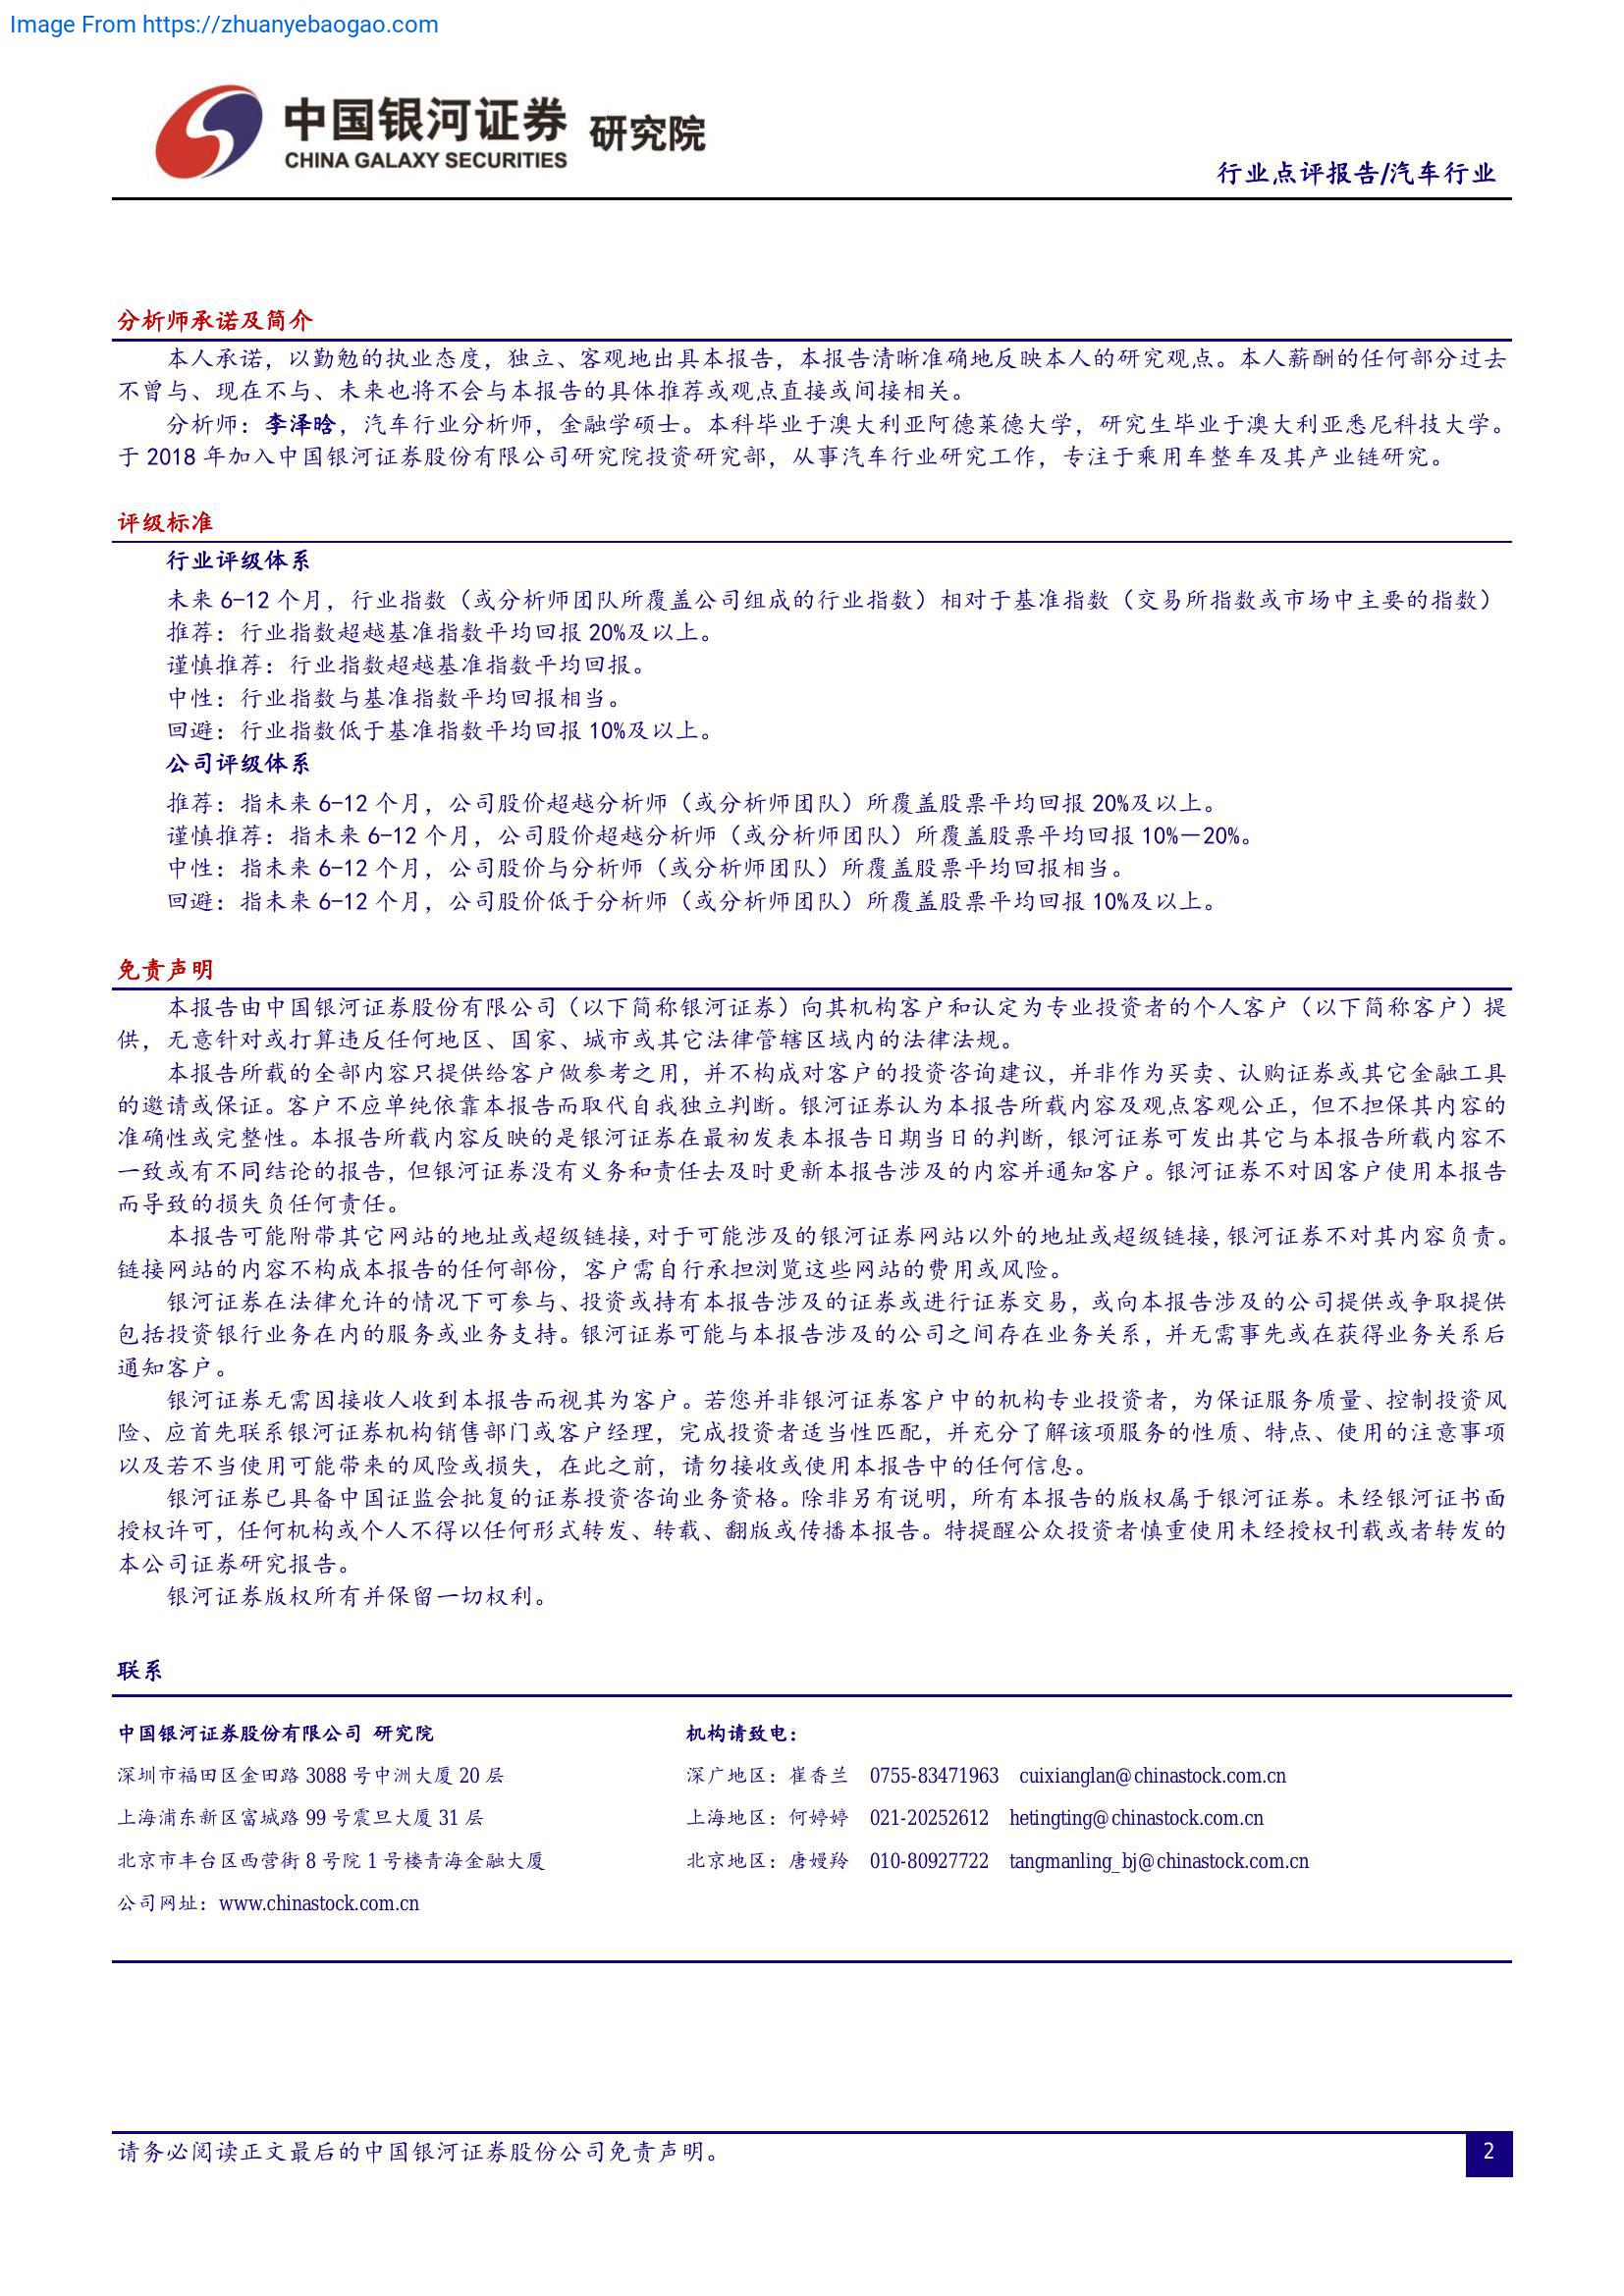 Image From https://zhuanyebaogao.com
中国银河证券 研究院
CHINA GALAXY SECURITIES
行业点评报告/汽车行业
分析师承诺及简介
本人承诺，以勤勉的执业态度，独立、客观地出具本报告，本报告清晰准确地反映本人的研究观点。本人薪酬的任何部分过去
不曾与、现在不与、未来也将不会与本报告的具体推荐或观点直接或间接相关。
分析师：李泽晗，汽车行业分析师，金融学硕士。本科毕业于澳大利亚阿德莱德大学，研究生毕业于澳大利亚悉尼科技大学。
于 2018 年加入中国银河证券股份有限公司研究院投资研究部，从事汽车行业研究工作，专注于乘用车整车及其产业链研究。
评级标准
行业评级体系
未来 6-12 个月，行业指数（或分析师团队所覆盖公司组成的行业指数）相对于基准指数（交易所指数或市场中主要的指数）
推荐：行业指数超越基准指数平均回报 20%及以上。
谨慎推荐：行业指数超越基准指数平均回报。
中性：行业指数与基准指数平均回报相当。
回避：行业指数低于基准指数平均回报 10%及以上。
公司评级体系
推荐：指未来 6-12 个月，公司股价超越分析师（或分析师团队）所覆盖股票平均回报 20%及以上。
谨慎推荐：指未来 6-12 个月，公司股价超越分析师（或分析师团队）所覆盖股票平均回报 10%－20%。
中性：指未来 6-12 个月，公司股价与分析师（或分析师团队）所覆盖股票平均回报相当。
回避：指未来 6-12 个月，公司股价低于分析师（或分析师团队）所覆盖股票平均回报 10%及以上。
免责声明
本报告由中国银河证券股份有限公司（以下简称银河证券）向其机构客户和认定为专业投资者的个人客户（以下简称客户）提
供，无意针对或打算违反任何地区、国家、城市或其它法律管辖区域内的法律法规。
本报告所载的全部内容只提供给客户做参考之用，并不构成对客户的投资咨询建议，并非作为买卖、认购证券或其它金融工具
的邀请或保证。客户不应单纯依靠本报告而取代自我独立判断。银河证券认为本报告所载内容及观点客观公正，但不担保其内容的
准确性或完整性。本报告所载内容反映的是银河证券在最初发表本报告日期当日的判断，银河证券可发出其它与本报告所载内容不
一致或有不同结论的报告，但银河证券没有义务和责任去及时更新本报告涉及的内容并通知客户。银河证券不对因客户使用本报告
而导致的损失负任何责任。
本报告可能附带其它网站的地址或超级链接，对于可能涉及的银河证券网站以外的地址或超级链接，银河证券不对其内容负责。
链接网站的内容不构成本报告的任何部份，客户需自行承担浏览这些网站的费用或风险。
银河证券在法律允许的情况下可参与、投资或持有本报告涉及的证券或进行证券交易，或向本报告涉及的公司提供或争取提供
包括投资银行业务在内的服务或业务支持。银河证券可能与本报告涉及的公司之间存在业务关系，并无需事先或在获得业务关系后
通知客户。
银河证券无需因接收人收到本报告而视其为客户。若您并非银河证券客户中的机构专业投资者，为保证服务质量、控制投资风
险、应首先联系银河证券机构销售部门或客户经理，完成投资者适当性匹配，并充分了解该项服务的性质、特点、使用的注意事项
以及若不当使用可能带来的风险或损失，在此之前，请勿接收或使用本报告中的任何信息。
银河证券已具备中国证监会批复的证券投资咨询业务资格。除非另有说明，所有本报告的版权属于银河证券。未经银河证书面
授权许可，任何机构或个人不得以任何形式转发、转载、翻版或传播本报告。特提醒公众投资者慎重使用未经授权刊载或者转发的
本公司证券研究报告。
银河证券版权所有并保留一切权利。
联系
中国银河证券股份有限公司 研究院 机构请致电：
深圳市福田区金田路 3088 号中洲大厦 20 层 深广地区：崔香兰 0755-83471963 cuixianglan@chinastock.com.cn
上海浦东新区富城路 99 号震旦大厦 31 层 上海地区：何婷婷 021-20252612 hetingting@chinastock.com.cn
北京市丰台区西营街 8 号院 1 号楼青海金融大厦 北京地区：唐嫚羚 010-80927722 tangmanling_bj@chinastock.com.cn
公司网址：www.chinastock.com.cn
请务必阅读正文最后的中国银河证券股份公司免责声明。 2